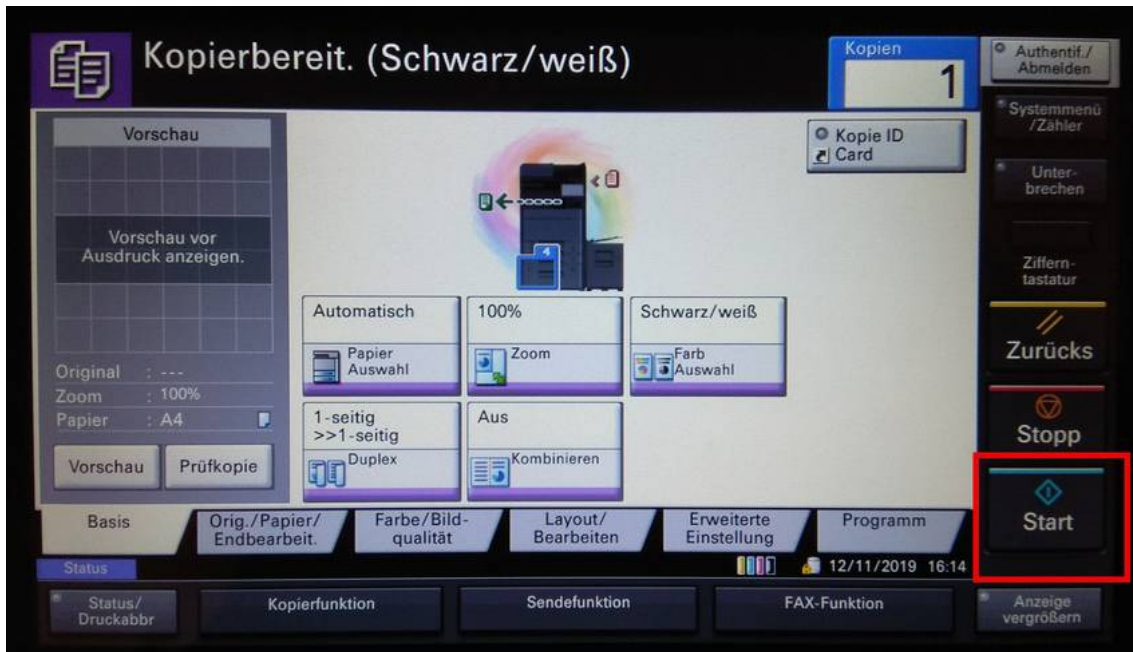 Kopierbereit. (Schwarz/weiß)
Kopien
1
Authentif./
Abmelden
Systemmenü
/Zähler
Unter-
brechen
Ziffern-
tastatur
Zurücks
Stopp
Start
Vorschau
Vorschau vor
Ausdruck anzeigen.
Original : ---
Zoom : 100%
Papier : A4
Vorschau
Prüfkopie
Kopie ID
Card
4
Automatisch
Papier
Auswahl
100%
Zoom
Schwarz/weiß
Farb
Auswahl
1-seitig
>>1-seitig
Duplex
Aus
Kombinieren
Basis
Orig./Papier/
Endbearbeit.
Farbe/Bild-
qualität
Layout/
Bearbeiten
Erweiterte
Einstellung
Programm
Status
12/11/2019 16:14
Status/
Druckabbr
Kopierfunktion
Sendefunktion
FAX-Funktion
Anzeige
vergrößern